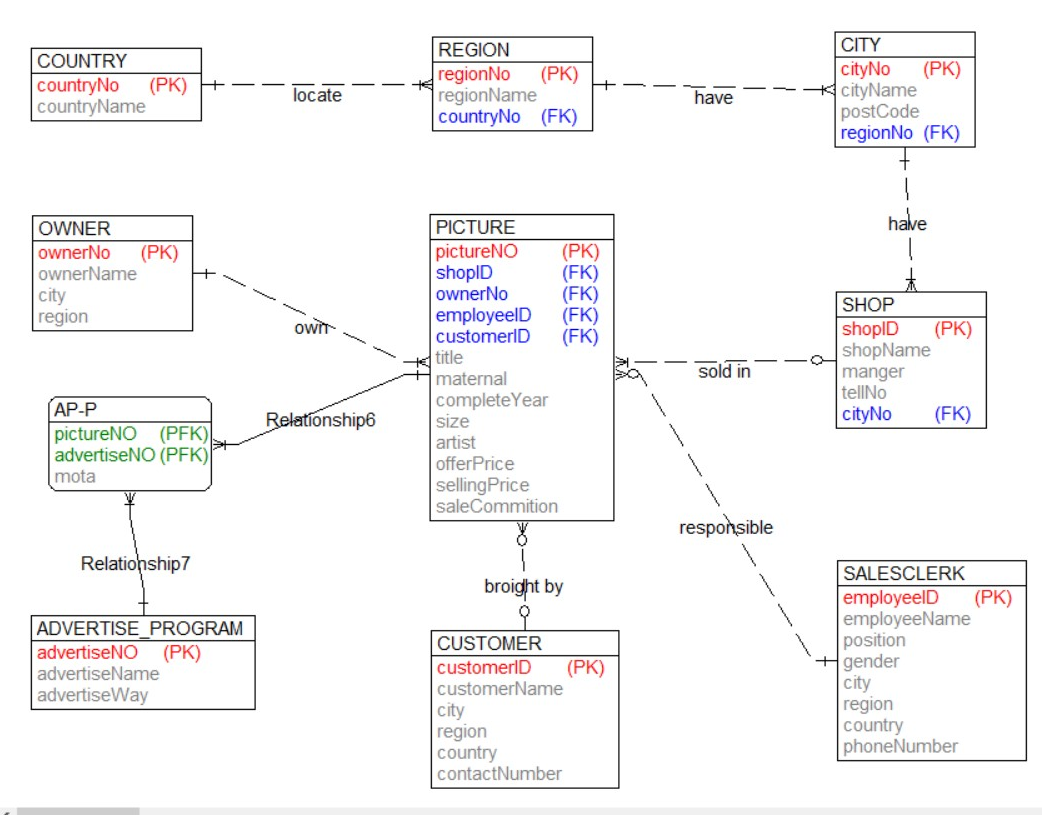 COUNTRY
countryNo (PK)
countryName
locate
REGION
regionNo (PK)
regionName
countryNo (FK)
have
CITY
cityNo (PK)
cityName
postCode
regionNo (FK)
have
OWNER
ownerNo (PK)
ownerName
city
region
own
PICTURE
pictureNO (PK)
shopID (FK)
ownerNo (FK)
employeeID (FK)
customerID (FK)
title
maternal
completeYear
size
artist
offerPrice
sellingPrice
saleCommition
sold in
SHOP
shopID (PK)
shopName
manger
tellNo
cityNo (FK)
AP-P
pictureNO (PFK)
advertiseNO (PFK)
mota
Relationship6
Relationship7
responsible
broight by
ADVERTISE_PROGRAM
advertiseNO (PK)
advertiseName
advertiseWay
CUSTOMER
customerID (PK)
customerName
city
region
country
contactNumber
SALESCLERK
employeeID (PK)
employeeName
position
gender
city
region
country
phoneNumber